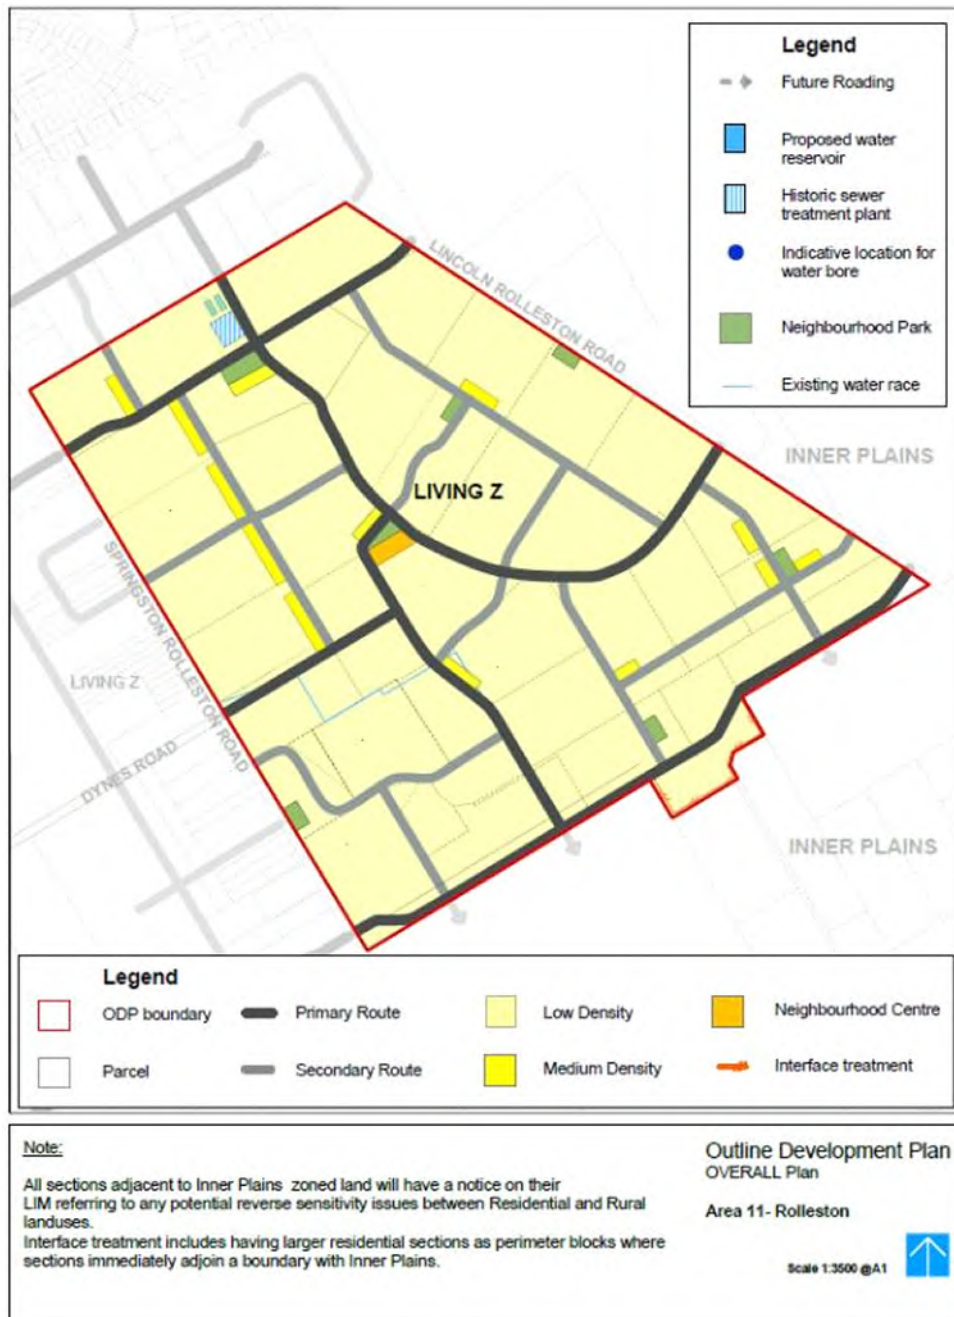 Legend
Future Roading
Proposed water
reservoir
Historic sewer
treatment plant
Indicative location for
water bore
Neighbourhood Park
Existing water race
LINCOLN ROLLESTON ROAD
INNER PLAINS
LIVING Z
SPRINGSTON ROLLESTON ROAD
LIVING Z
DYNES ROAD
INNER PLAINS
Legend
ODP boundary
Primary Route
Low Density
Neighbourhood Centre
Parcel
Secondary Route
Medium Density
Interface treatment
Note:
All sections adjacent to Inner Plains zoned land will have a notice on their
LIM referring to any potential reverse sensitivity issues between Residential and Rural
landuses.
Interface treatment includes having larger residential sections as perimeter blocks where
sections immediately adjoin a boundary with Inner Plains.
Outline Development Plan
OVERALL Plan
Area 11- Rolleston
Scale 1:3500 @A1